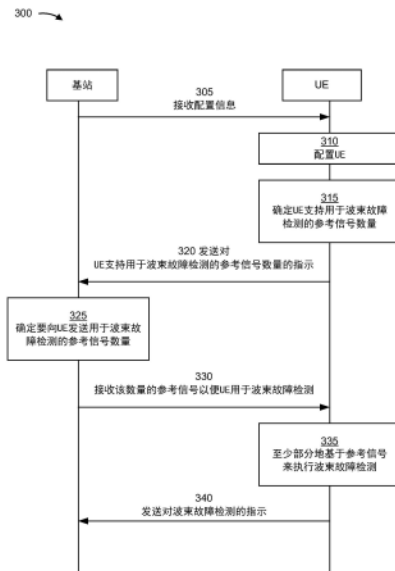 300
基站
UE
305
接收配置信息
310
配置UE
315
确定UE支持用于波束故障
检测的参考信号数量
320 发送对
UE支持用于波束故障检测的参考信号数量的指示
325
确定要向UE发送用于波束故
障检测的参考信号数量
330
接收该数量的参考信号以便UE用于波束故障检测
335
至少部分地基于参考信号
来执行波束故障检测
340
发送对波束故障检测的指示